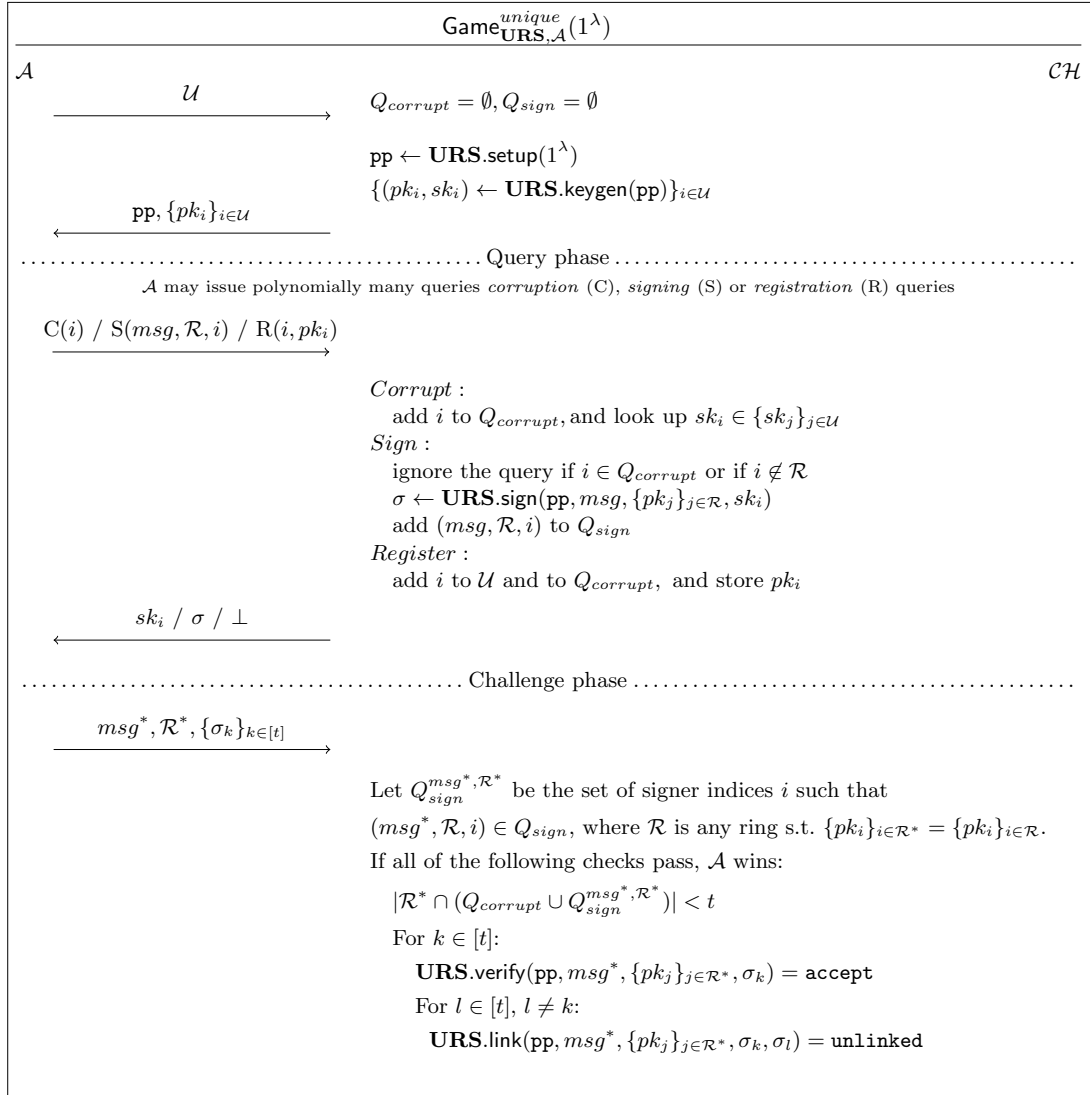 Game^{unique}_{URS,𝒜}(1^λ)
𝒜 𝒞ℋ
𝒰
Q_{corrupt} = ∅, Q_{sign} = ∅
pp ← URS.setup(1^λ)
{(pk_i, sk_i) ← URS.keygen(pp)}_{i∈𝒰}
pp, {pk_i}_{i∈𝒰}
Query phase
𝒜 may issue polynomially many queries corruption (C), signing (S) or registration (R) queries
C(i) / S(msg, ℛ, i) / R(i, pk_i)
Corrupt :
add i to Q_{corrupt}, and look up sk_i ∈ {sk_j}_{j∈𝒰}
Sign :
ignore the query if i ∈ Q_{corrupt} or if i ∉ ℛ
σ ← URS.sign(pp, msg, {pk_j}_{j∈ℛ}, sk_i)
add (msg, ℛ, i) to Q_{sign}
Register :
add i to 𝒰 and to Q_{corrupt}, and store pk_i
sk_i / σ / ⊥
Challenge phase
msg^*, ℛ^*, {σ_k}_{k∈[t]}
Let Q_{sign}^{msg^*,ℛ^*} be the set of signer indices i such that
(msg^*, ℛ, i) ∈ Q_{sign}, where ℛ is any ring s.t. {pk_i}_{i∈ℛ^*} = {pk_i}_{i∈ℛ}.
If all of the following checks pass, 𝒜 wins:
|ℛ^* ∩ (Q_{corrupt} ∪ Q_{sign}^{msg^*,ℛ^*})| < t
For k ∈ [t]:
URS.verify(pp, msg^*, {pk_j}_{j∈ℛ^*}, σ_k) = accept
For l ∈ [t], l ≠ k:
URS.link(pp, msg^*, {pk_j}_{j∈ℛ^*}, σ_k, σ_l) = unlinked